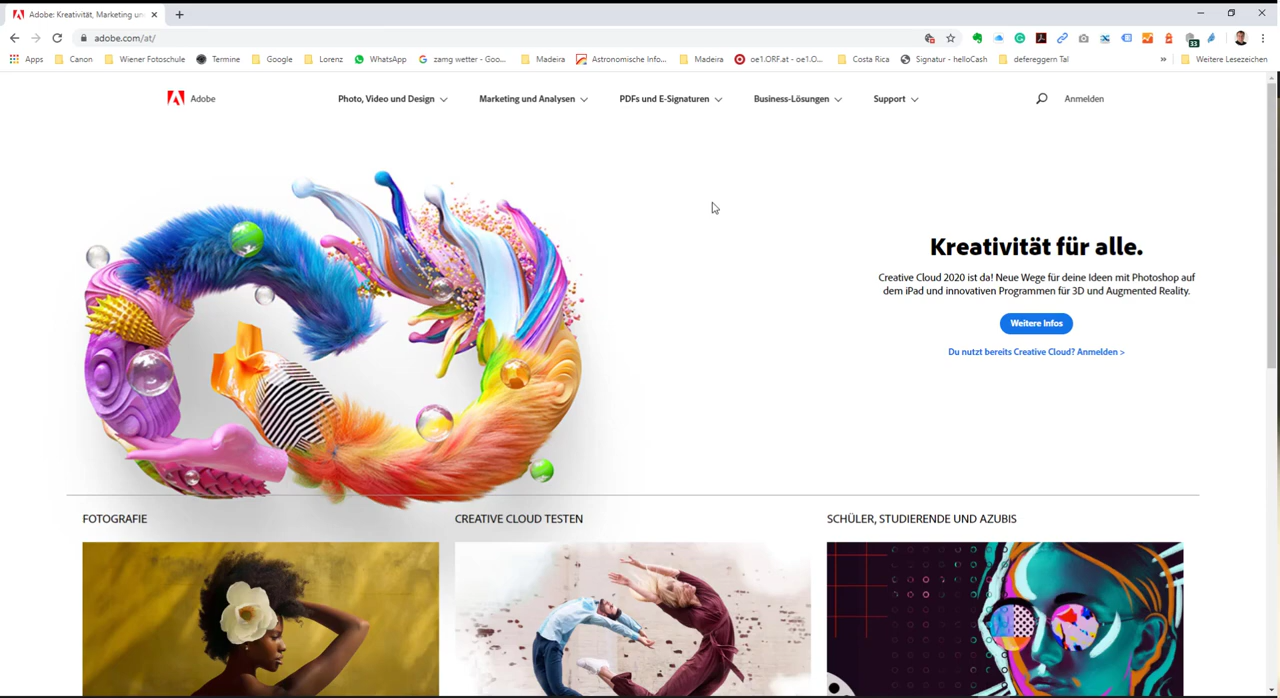 Adobe: Kreativität, Marketing un
adobe.com/at/
33
Apps Canon Wiener Fotoschule Termine Google Lorenz WhatsApp zamg wetter - Goo... Madeira Astronomische Info... Madeira oe1.ORF.at - oe1.O... Costa Rica Signatur - helloCash defereggern Tal » Weitere Lesezeichen
Adobe Photo, Video und Design Marketing und Analysen PDFs und E-Signaturen Business-Lösungen Support Anmelden
Kreativität für alle.
Creative Cloud 2020 ist da! Neue Wege für deine Ideen mit Photoshop auf
dem iPad und innovativen Programmen für 3D und Augmented Reality.
Weitere Infos
Du nutzt bereits Creative Cloud? Anmelden >
FOTOGRAFIE CREATIVE CLOUD TESTEN SCHÜLER, STUDIERENDE UND AZUBIS